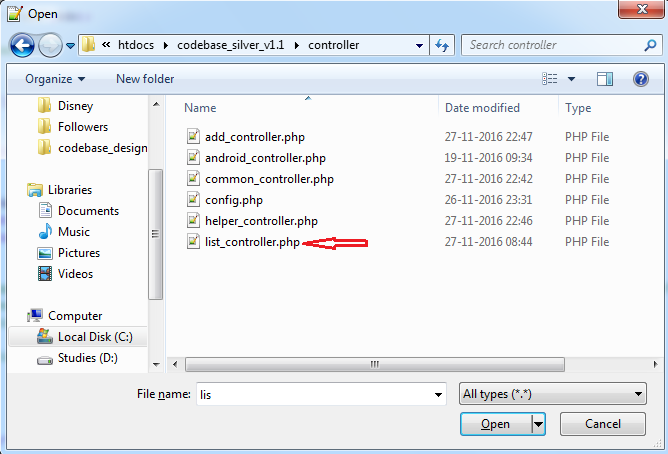 Open
« htdocs codebase_silver_v1.1 controller Search controller
Organize New folder
Disney
Followers
codebase_design
Libraries
Documents
Music
Pictures
Videos
Computer
Local Disk (C:)
Studies (D:)
Name Date modified Type
add_controller.php 27-11-2016 22:47 PHP File
android_controller.php 19-11-2016 09:34 PHP File
common_controller.php 27-11-2016 22:42 PHP File
config.php 26-11-2016 23:31 PHP File
helper_controller.php 27-11-2016 22:46 PHP File
list_controller.php 27-11-2016 08:44 PHP File
File name: lis All types (*.*)
Open Cancel